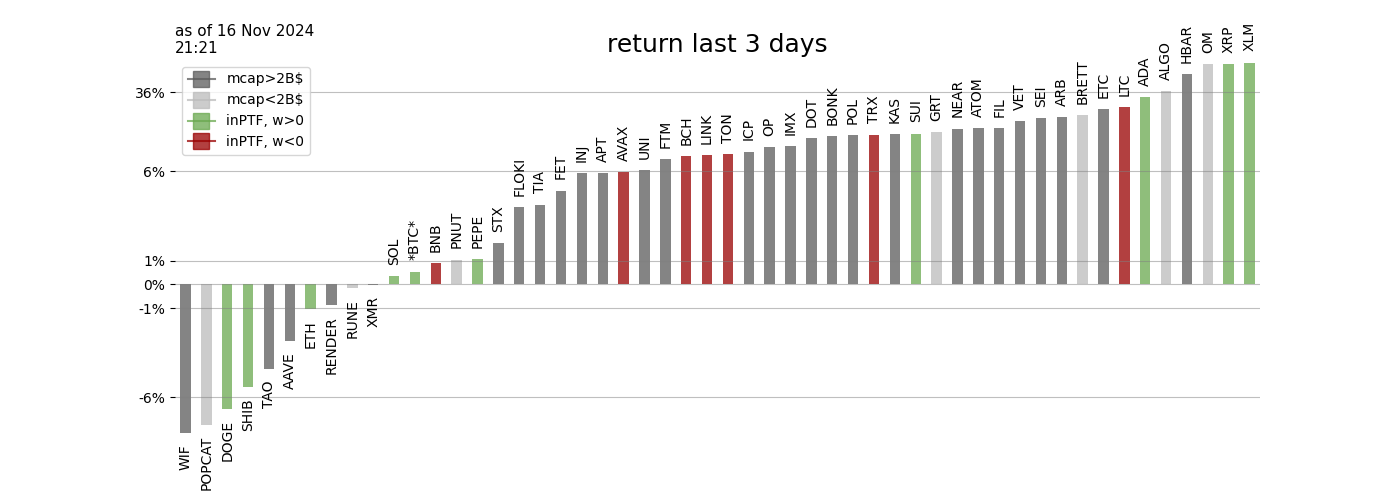 as of 16 Nov 2024
21:21
return last 3 days
mcap>2B$
mcap<2B$
inPTF, w>0
inPTF, w<0
36%
6%
1%
0%
-1%
-6%
WIF
POPCAT
DOGE
SHIB
TAO
AAVE
ETH
RENDER
RUNE
XMR
SOL
*BTC*
BNB
PNUT
PEPE
STX
FLOKI
TIA
FET
INJ
APT
AVAX
UNI
FTM
BCH
LINK
TON
ICP
OP
IMX
DOT
BONK
POL
TRX
KAS
SUI
GRT
NEAR
ATOM
FIL
VET
SEI
ARB
BRETT
ETC
LTC
ADA
ALGO
HBAR
OM
XRP
XLM